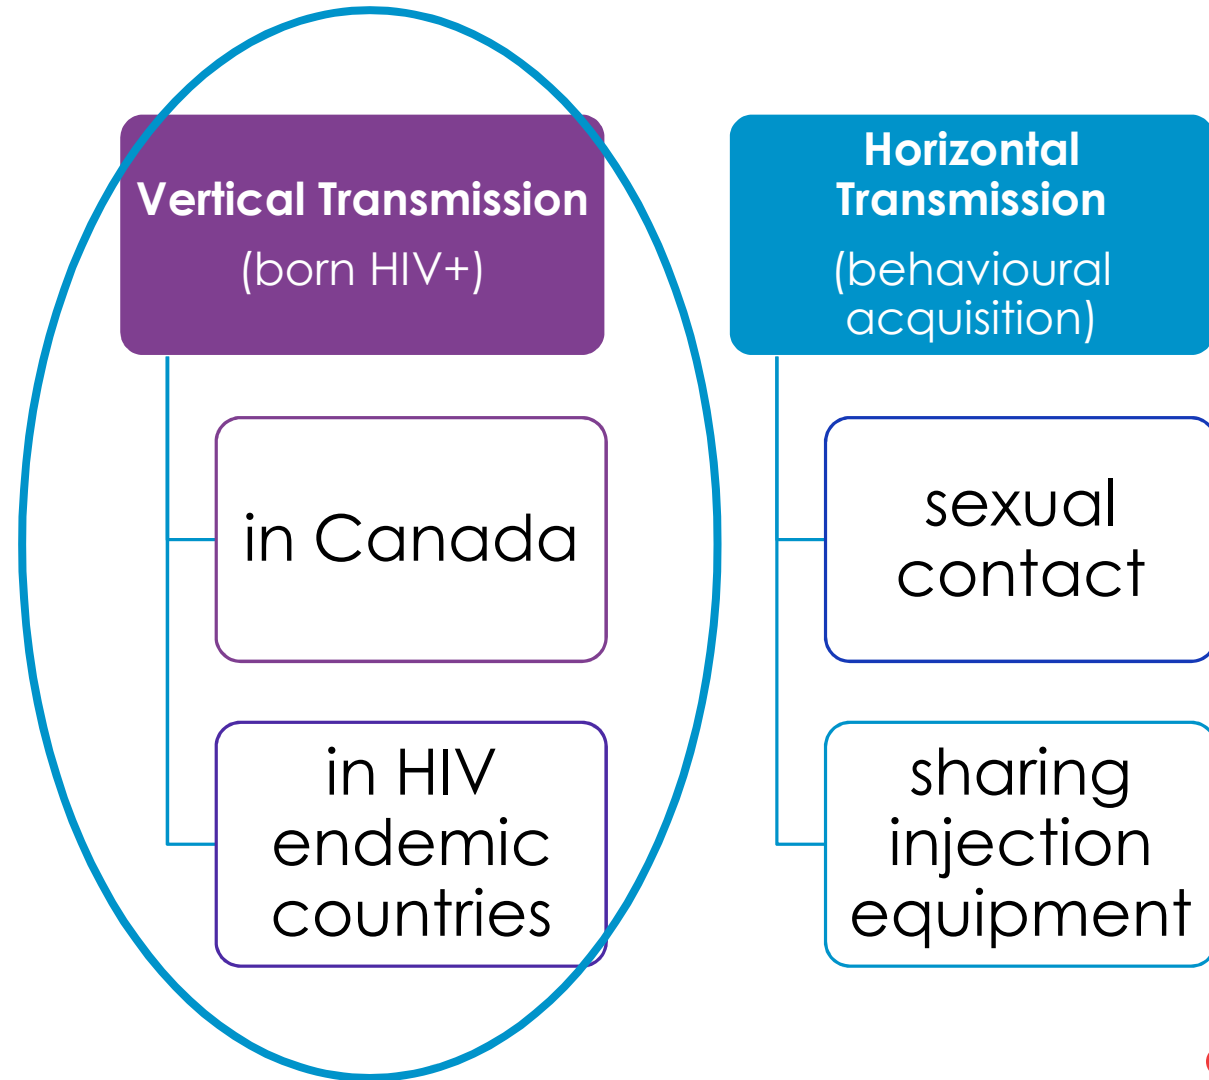 Vertical Transmission
(born HIV+)
in Canada
in HIV
endemic
countries
Horizontal
Transmission
(behavioural
acquisition)
sexual
contact
sharing
injection
equipment